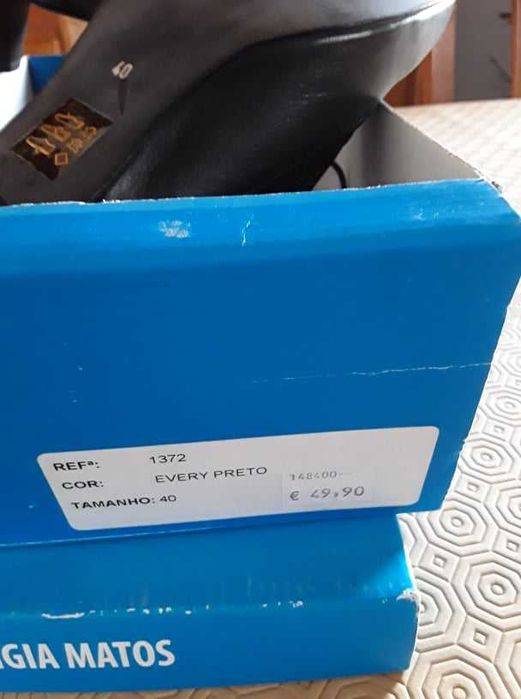 40
REFª: 1372
COR: EVERY PRETO
TAMANHO: 40
148400
€ 49,90
GIA MATOS